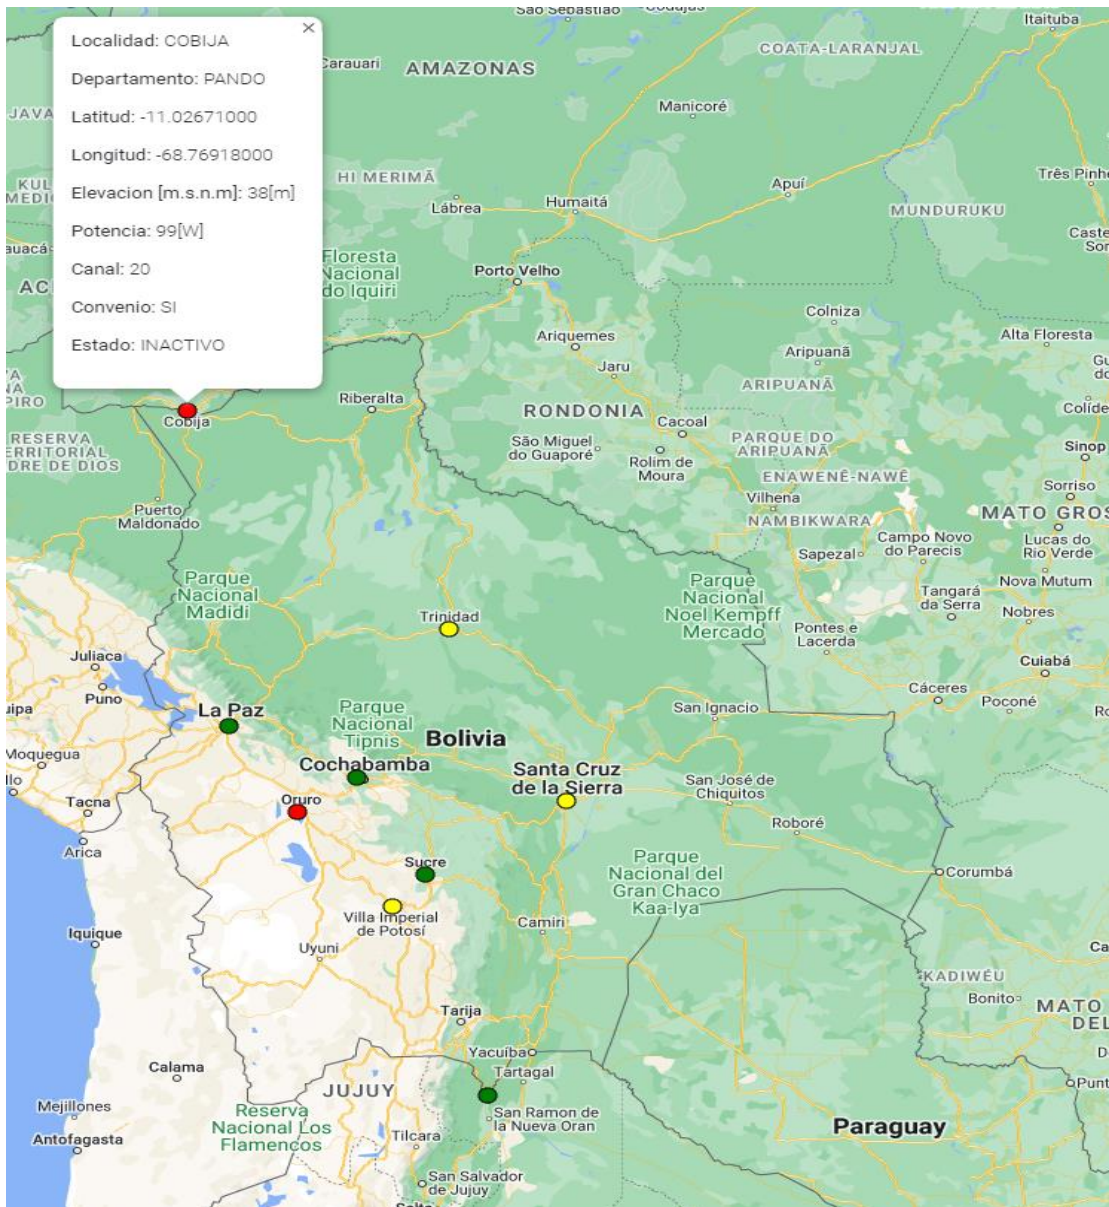 Localidad: COBIJA
×
Departamento: PANDO
Latitud: -11.02671000
Longitud: -68.76918000
Elevacion [m.s.n.m]: 38[m]
Potencia: 99[W]
Canal: 20
Convenio: SI
Estado: INACTIVO
São Sebastião
Itaituba
COATA-LARANJAL
Carauari
AMAZONAS
Manicoré
HI MERIMÃ
Apuí
Lábrea
Humaitá
MUNDURUKU
Floresta
Nacional
do Iquiri
Porto Velho
Colniza
Ariquemes
Alta Floresta
Jaru
Aripuanã
ARIPUANÃ
Riberalta
RONDONIA
Cacoal
Cobija
São Miguel
do Guaporé
Rolim de
Moura
PARQUE DO
ARIPUANÃ
Sinop
RESERVA
ENAWENÊ-NAWÊ
Vilhena
Sorriso
MATO GROS
Puerto
Maldonado
NAMBIKWARA
Campo Novo
do Parecis
Lucas do
Rio Verde
Sapezal
Nova Mutum
Parque
Nacional
Madidi
Parque
Nacional
Noel Kempff
Mercado
Tangará
da Serra
Nobres
Trinidad
Pontes e
Lacerda
Juliaca
Cuiabá
Puno
Cáceres
Poconé
La Paz
San Ignacio
Parque
Nacional
Tipnis
Bolivia
Moquegua
Cochabamba
Santa Cruz
de la Sierra
San José de
Chiquitos
Tacna
Oruro
Roboré
Arica
Sucre
Parque
Nacional del
Gran Chaco
Kaa-Iya
Corumbá
Villa Imperial
de Potosí
Camiri
Iquique
Uyuni
KADIWÉU
Bonito
MATO
DEL
Tarija
Yacuíba
Calama
Tartagal
JUJUY
Mejillones
Reserva
Nacional Los
Flamencos
San Ramon de
la Nueva Oran
Paraguay
Antofagasta
Tilcara
San Salvador
de Jujuy